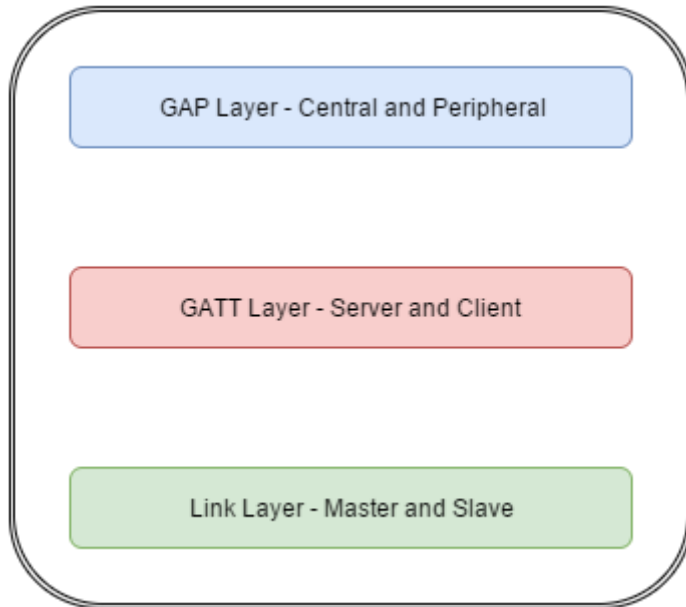 GAP Layer - Central and Peripheral
GATT Layer - Server and Client
Link Layer - Master and Slave